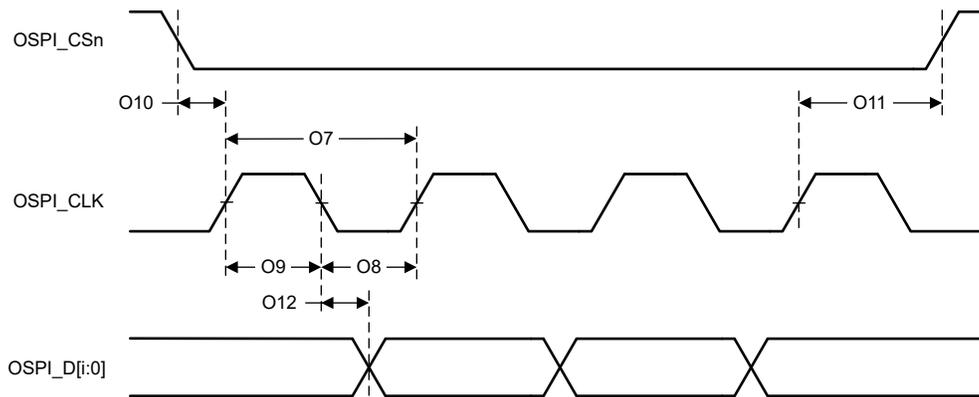 OSPI_CSn
O10
O11
O7
OSPI_CLK
O9
O8
O12
OSPI_D[i:0]